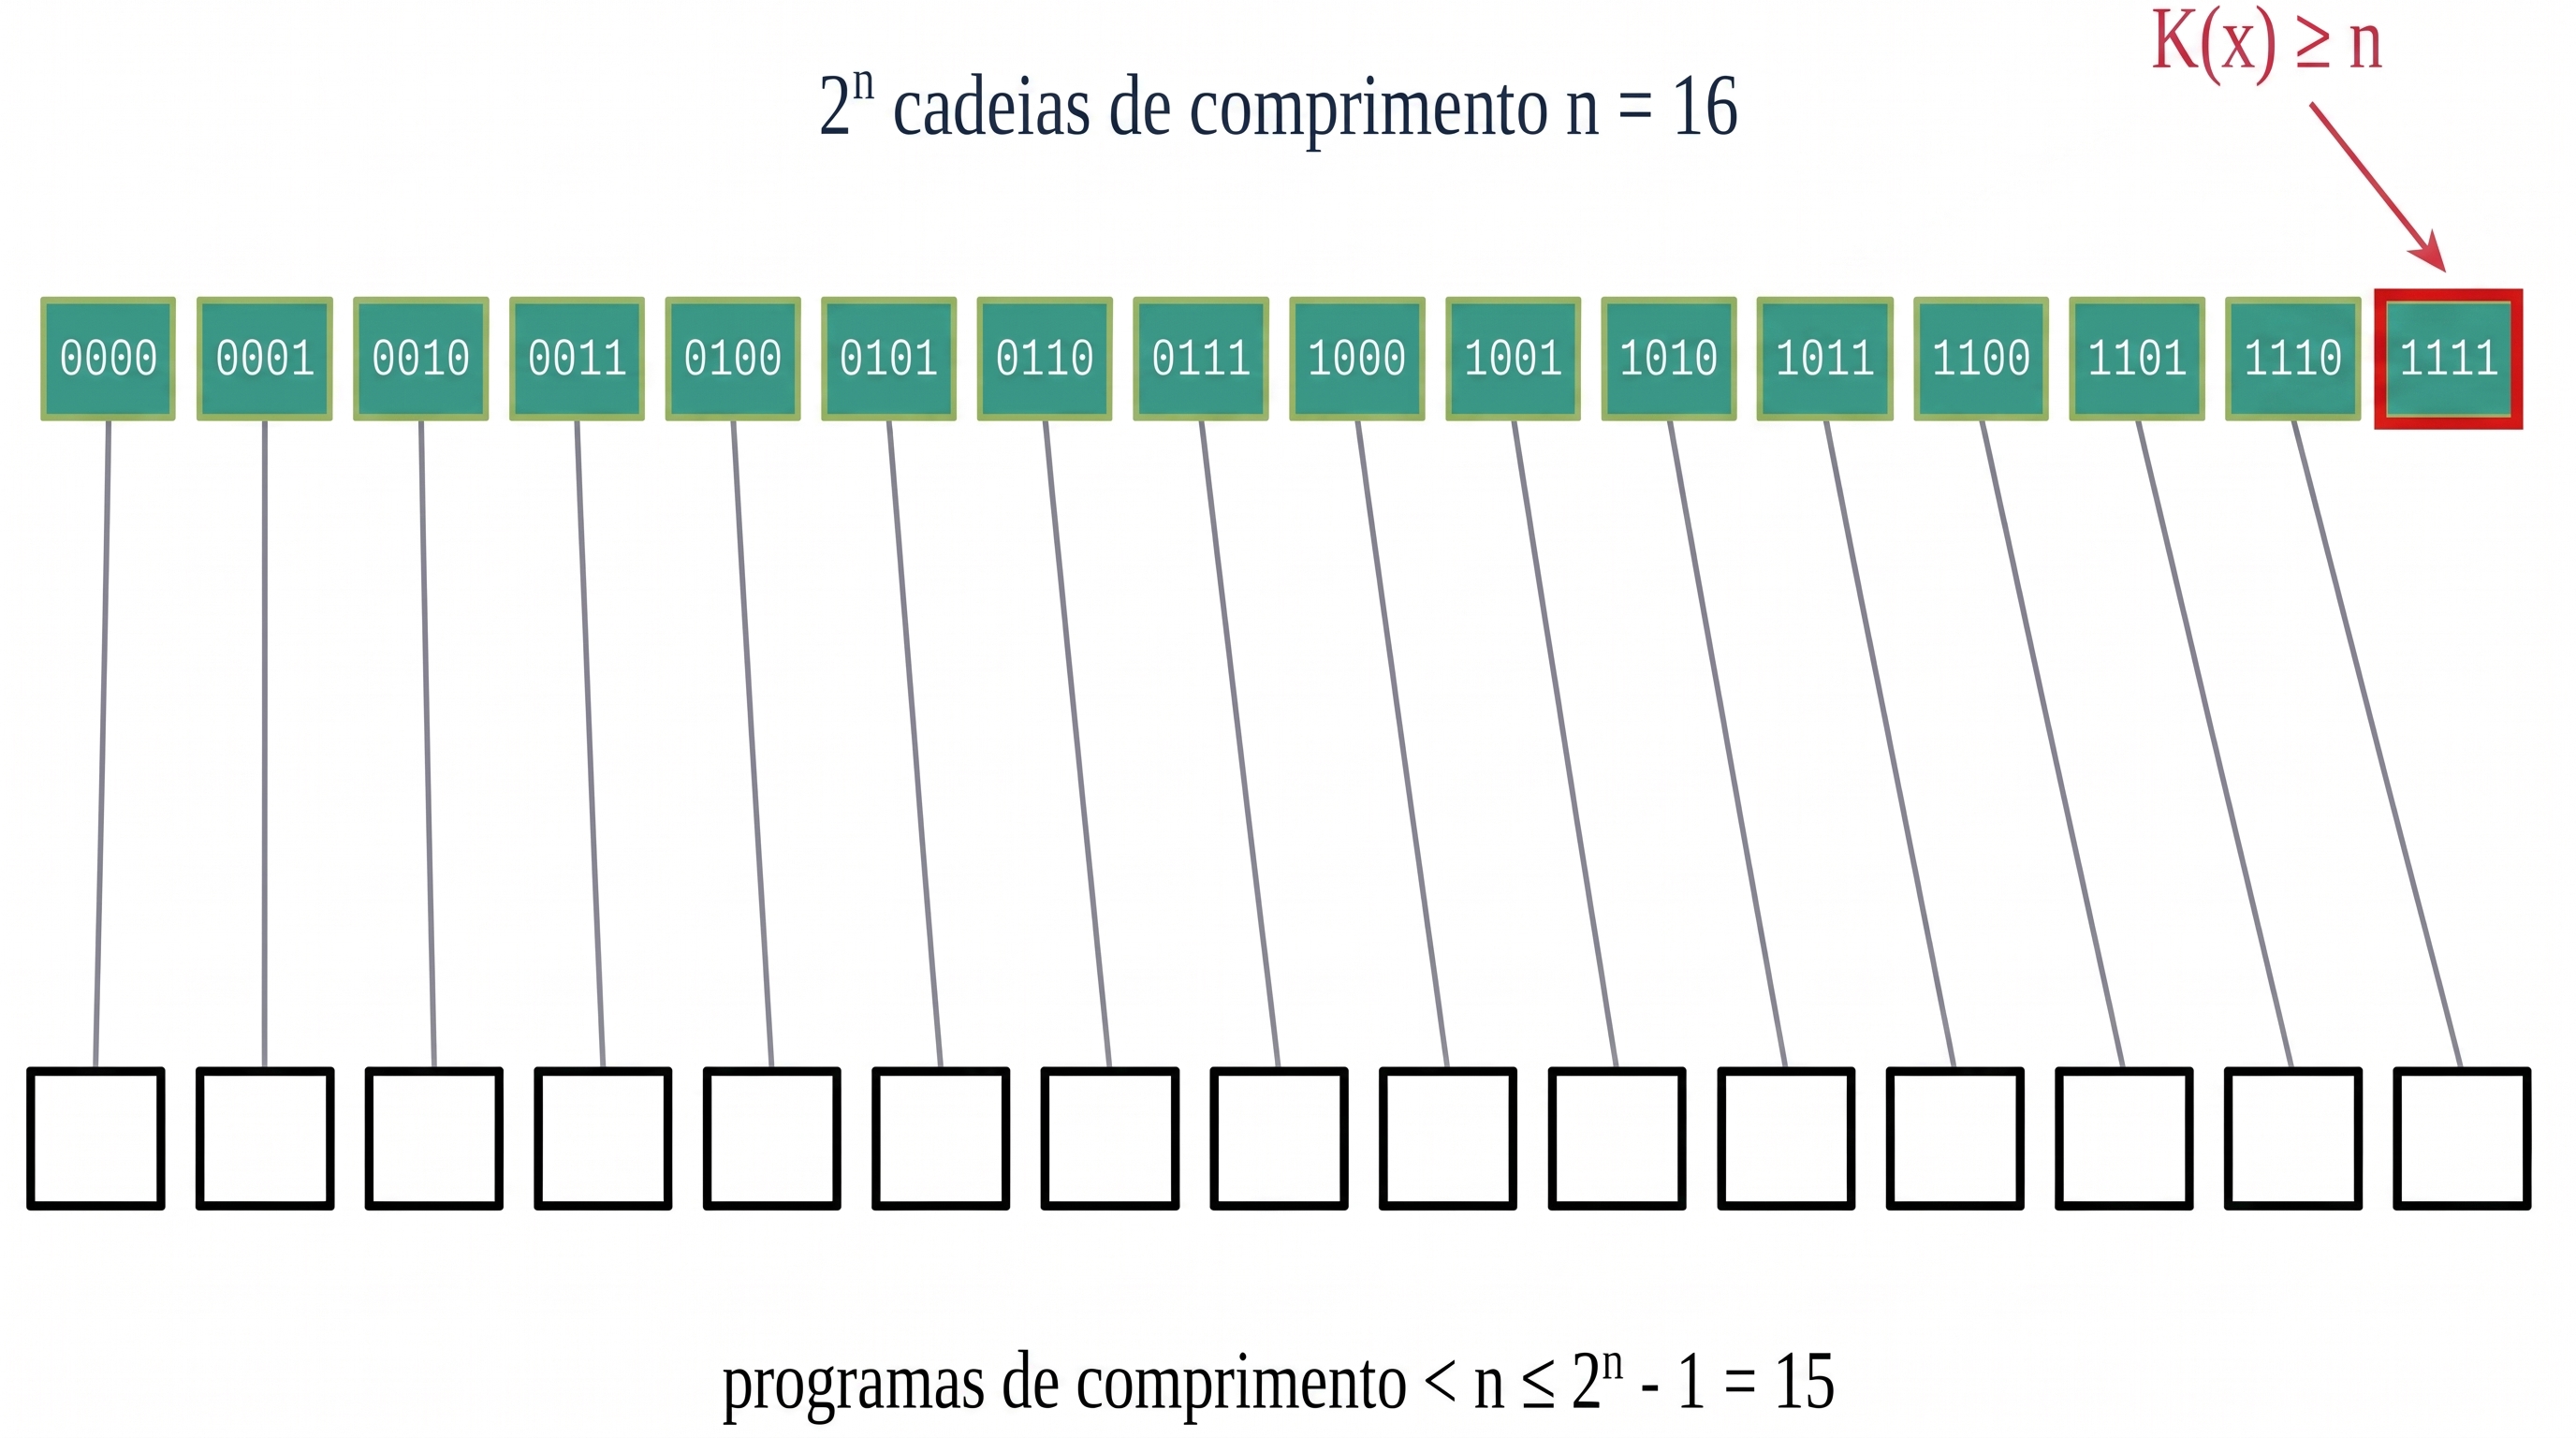 K(x) ≥ n
2ⁿ cadeias de comprimento n = 16
0000 0001 0010 0011 0100 0101 0110 0111 1000 1001 1010 1011 1100 1101 1110 1111
programas de comprimento < n ≤ 2ⁿ - 1 = 15